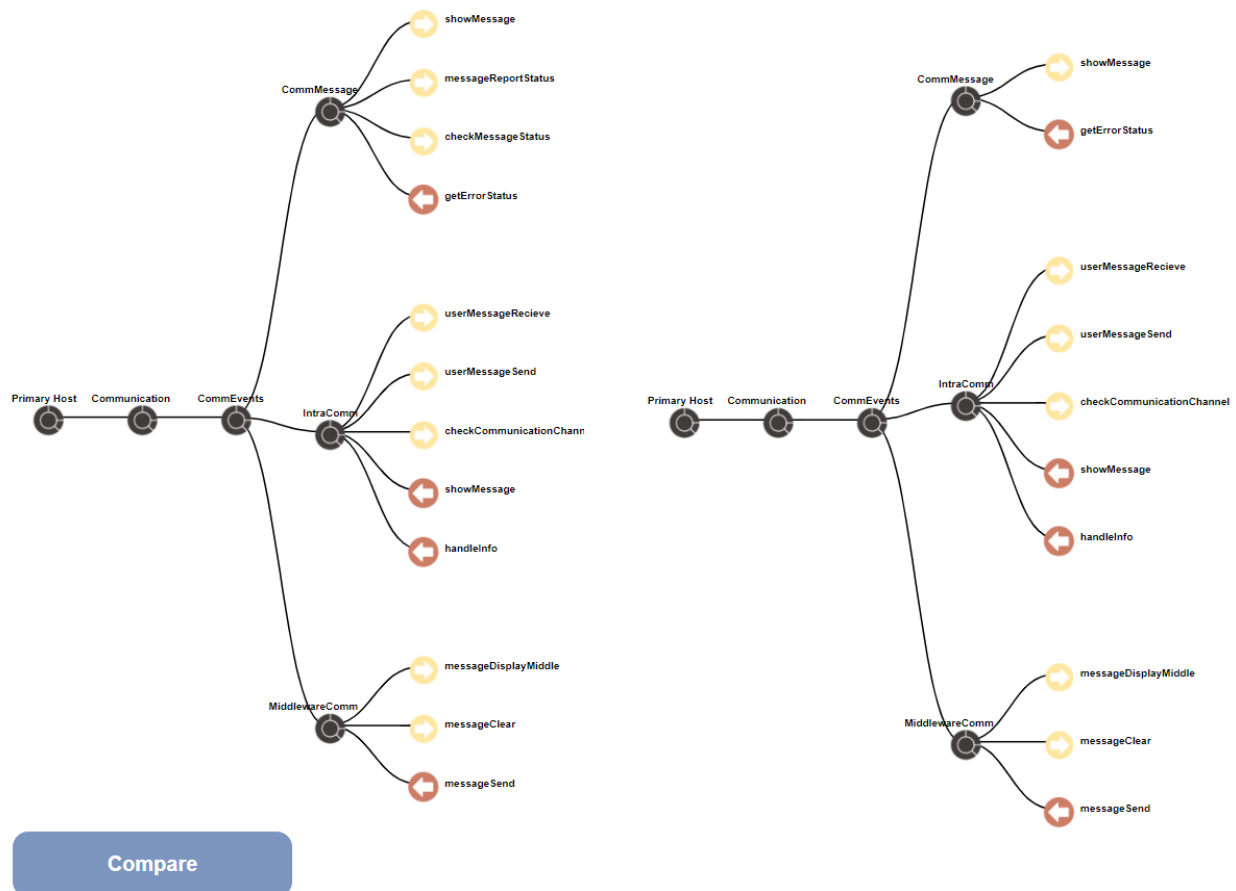 showMessage
messageReportStatus
CommMessage
checkMessageStatus
getErrorStatus
userMessageRecieve
userMessageSend
Primary Host
Communication
CommEvents
IntraComm
checkCommunicationChann
showMessage
handleInfo
messageDisplayMiddle
MiddlewareComm
messageClear
messageSend
showMessage
CommMessage
getErrorStatus
userMessageRecieve
userMessageSend
IntraComm
Primary Host
Communication
CommEvents
checkCommunicationChannel
showMessage
handleInfo
messageDisplayMiddle
MiddlewareComm
messageClear
messageSend
Compare